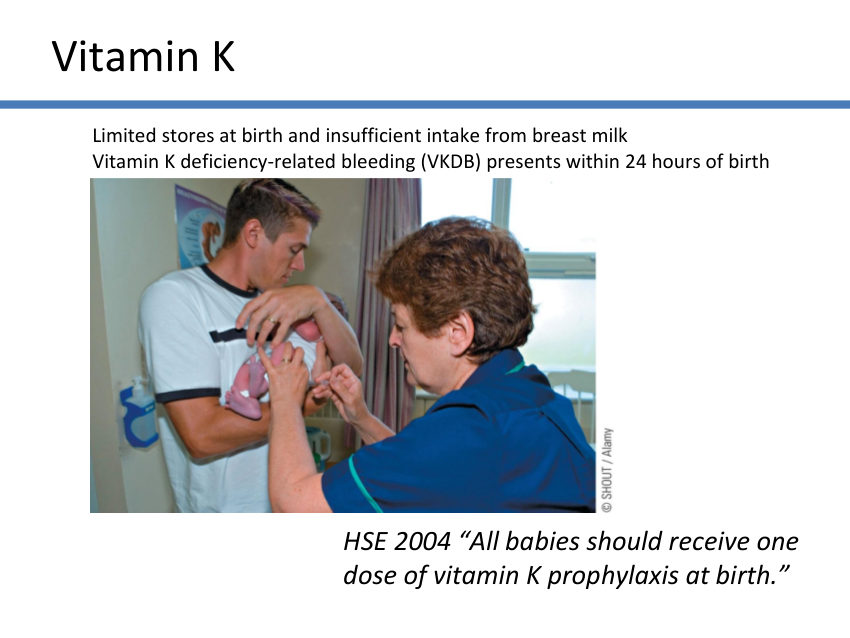 Vitamin K
Limited stores at birth and insufficient intake from breast milk
Vitamin K deficiency-related bleeding (VKDB) presents within 24 hours of birth
© SHOUT / Alamy
HSE 2004 “All babies should receive one
dose of vitamin K prophylaxis at birth.”